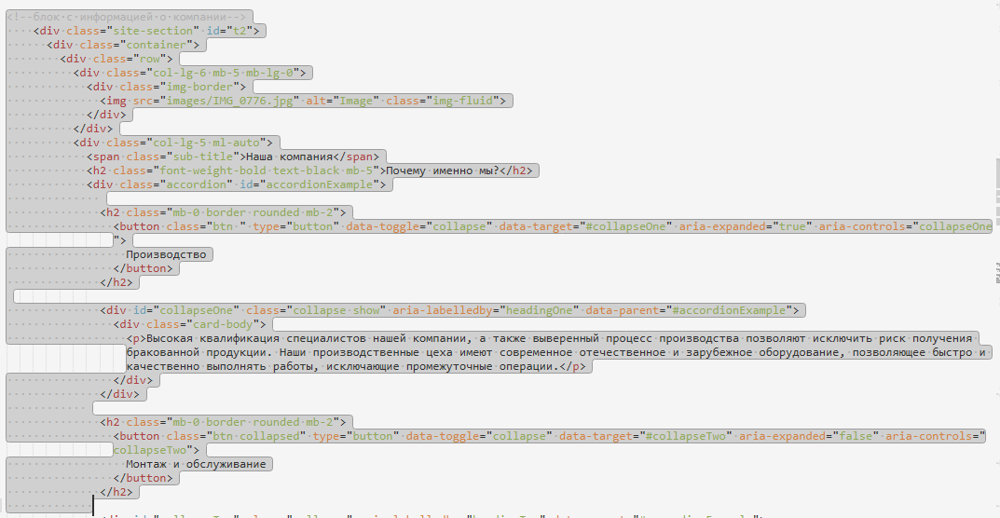 <!--блок с информацией о компании-->
<div class="site-section" id="t2">
<div class="container">
<div class="row">
<div class="col-lg-6 mb-5 mb-lg-0">
<div class="img-border">
<img src="images/IMG_0776.jpg" alt="Image" class="img-fluid">
</div>
</div>
<div class="col-lg-5 ml-auto">
<span class="sub-title">Наша компания</span>
<h2 class="font-weight-bold text-black mb-5">Почему именно мы?</h2>
<div class="accordion" id="accordionExample">
<h2 class="mb-0 border rounded mb-2">
<button class="btn " type="button" data-toggle="collapse" data-target="#collapseOne" aria-expanded="true" aria-controls="collapseOne
">
Производство
</button>
</h2>
<div id="collapseOne" class="collapse show" aria-labelledby="headingOne" data-parent="#accordionExample">
<div class="card-body">
<p>Высокая квалификация специалистов нашей компании, а также выверенный процесс производства позволяют исключить риск получения
бракованной продукции. Наши производственные цеха имеют современное отечественное и зарубежное оборудование, позволяющее быстро и
качественно выполнять работы, исключающие промежуточные операции.</p>
</div>
</div>
<h2 class="mb-0 border rounded mb-2">
<button class="btn collapsed" type="button" data-toggle="collapse" data-target="#collapseTwo" aria-expanded="false" aria-controls="
collapseTwo">
Монтаж и обслуживание
</button>
</h2>